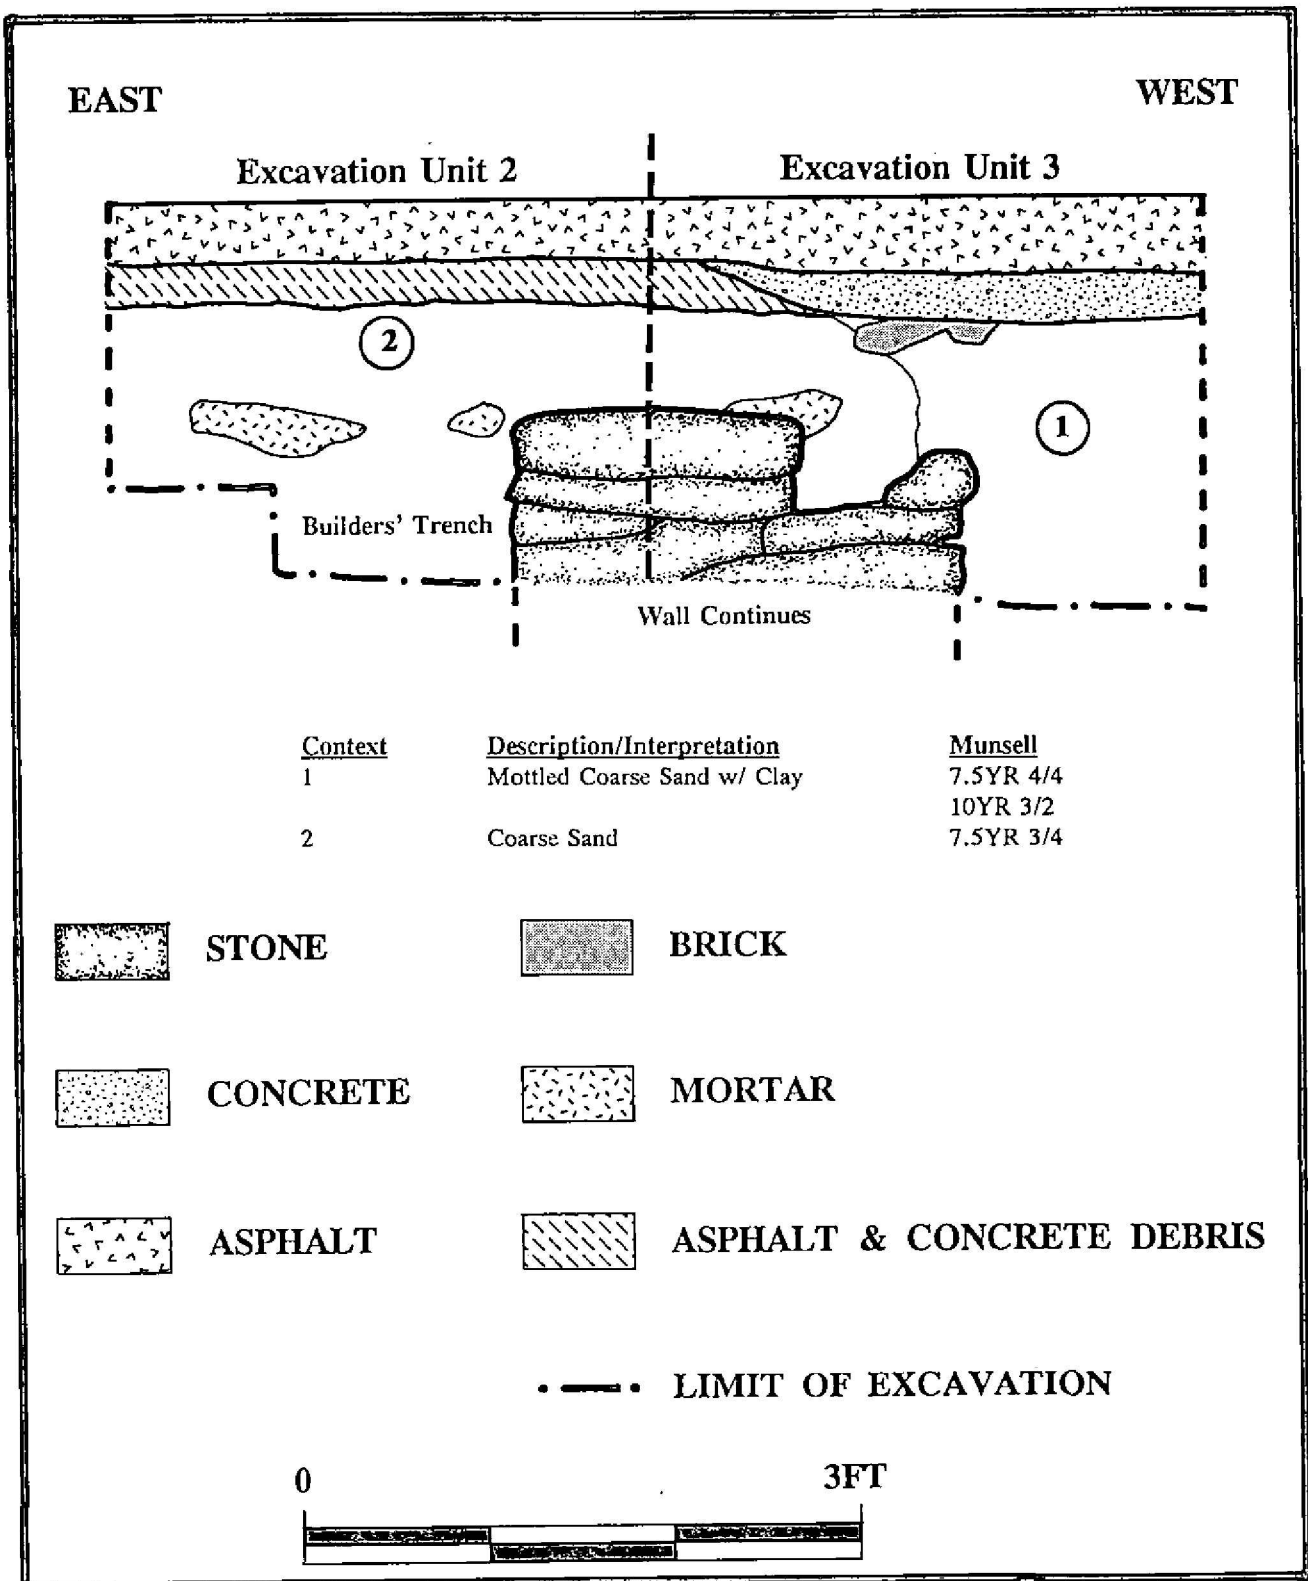 EAST WEST
Excavation Unit 2 Excavation Unit 3
2
1
Builders' Trench
Wall Continues
Context Description/Interpretation Munsell
1 Mottled Coarse Sand w/ Clay 7.5YR 4/4
10YR 3/2
2 Coarse Sand 7.5YR 3/4
STONE BRICK
CONCRETE MORTAR
ASPHALT ASPHALT & CONCRETE DEBRIS
LIMIT OF EXCAVATION
0 3FT